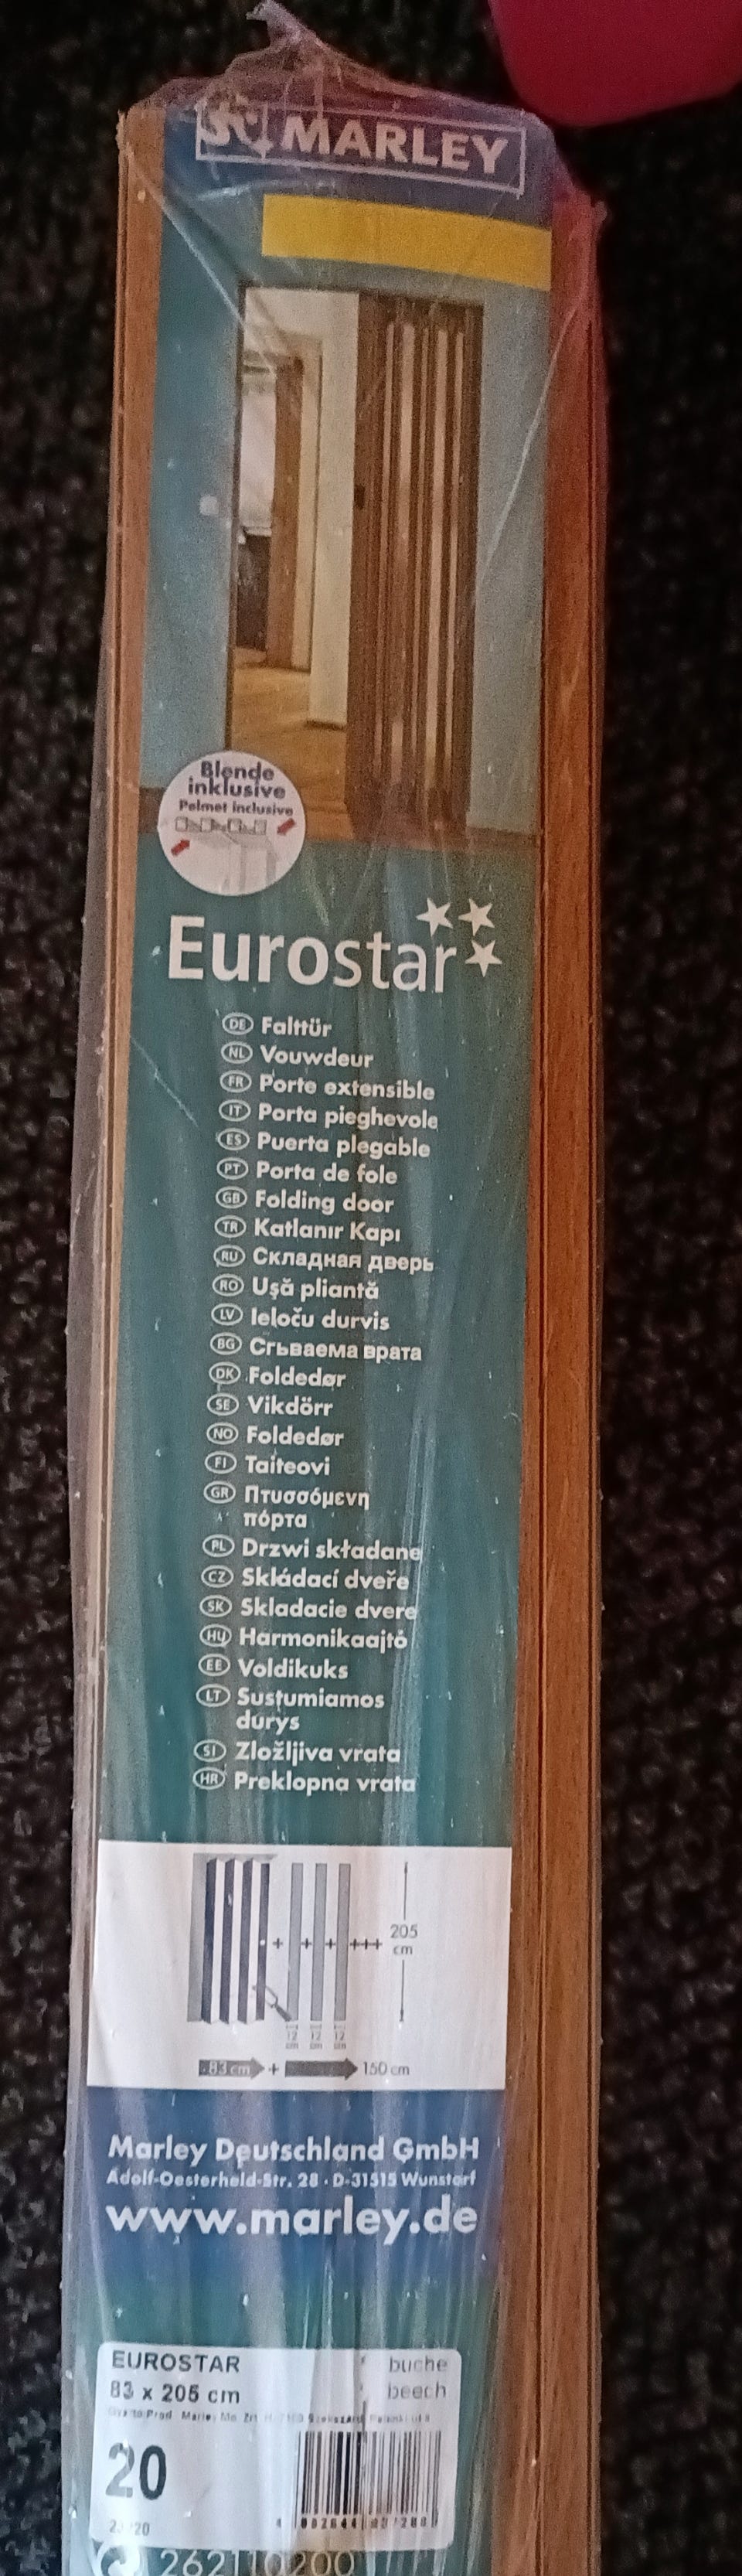 MARLEY
Blende
inklusive
Pelmet inclusive
Eurostar
DE Falttür
NL Vouwdeur
FR Porte extensible
IT Porta pieghevole
ES Puerta plegable
PT Porta de fole
GB Folding door
TR Katlanır Kapı
RU Складная дверь
RO Uşă pliantă
LV Ieloču durvis
BG Сгъваема врата
DK Foldedør
SE Vikdörr
NO Foldedør
FI Taiteovi
GR Πτυσσόμενη
πόρτα
PL Drzwi składane
CZ Skládací dveře
SK Skladacie dvere
HU Harmonikaajtó
EE Voldikuks
LT Sustumiamos
durys
SI Zložljiva vrata
HR Preklopna vrata
+ + + +++ 205
cm
12 12 12
cm cm cm
83 cm + 150 cm
Marley Deutschland GmbH
Adolf-Oesterheld-Str. 28 · D-31515 Wunstorf
www.marley.de
EUROSTAR buche
83 x 205 cm beech
20
262110200